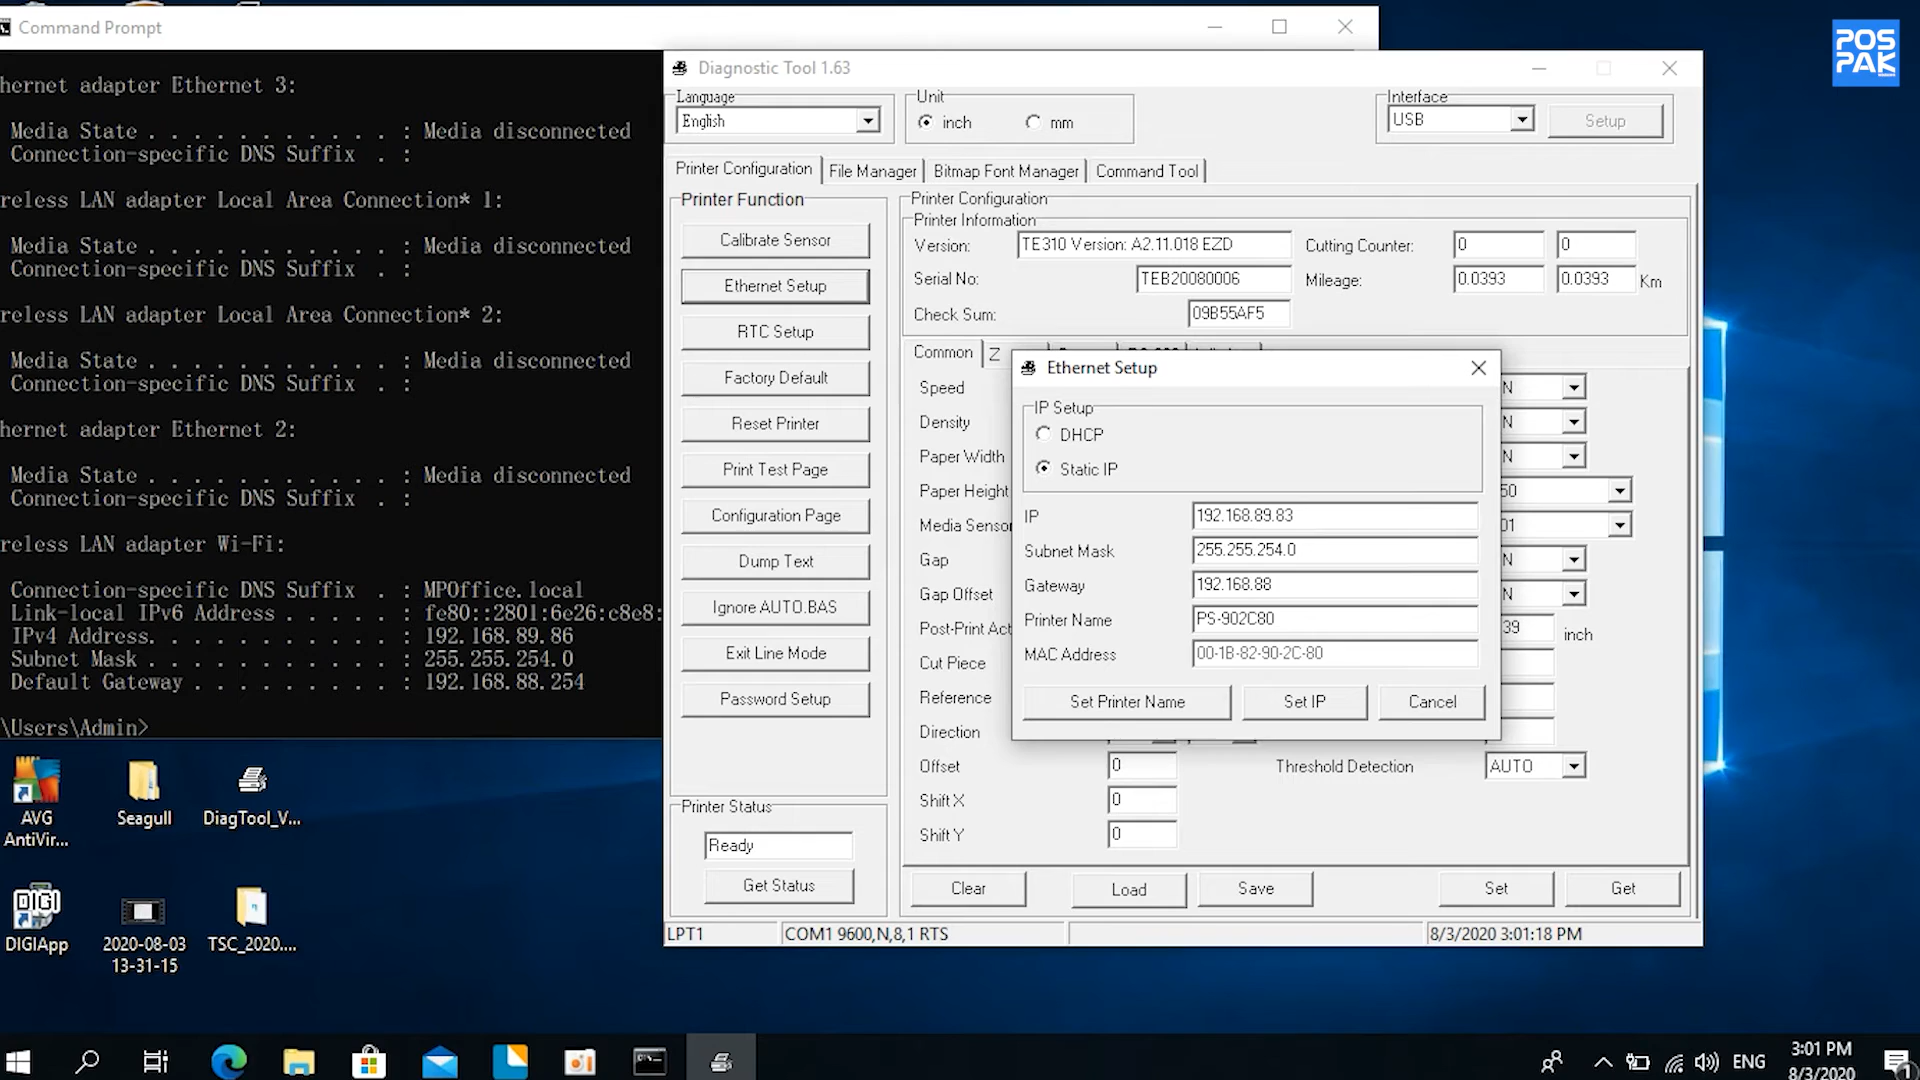 Command Prompt
hernet adapter Ethernet 3:
Media State . . . . . . . . . . . : Media disconnected
Connection-specific DNS Suffix  . :
reless LAN adapter Local Area Connection* 1:
Media State . . . . . . . . . . . : Media disconnected
Connection-specific DNS Suffix  . :
reless LAN adapter Local Area Connection* 2:
Media State . . . . . . . . . . . : Media disconnected
Connection-specific DNS Suffix  . :
hernet adapter Ethernet 2:
Media State . . . . . . . . . . . : Media disconnected
Connection-specific DNS Suffix  . :
reless LAN adapter Wi-Fi:
Connection-specific DNS Suffix  . : MPOffice.local
Link-local IPv6 Address . . . . . : fe80::2801:6e26:c8e8:
IPv4 Address. . . . . . . . . . . : 192.168.89.86
Subnet Mask . . . . . . . . . . . : 255.255.254.0
Default Gateway . . . . . . . . . : 192.168.88.254
\Users\Admin>
Diagnostic Tool 1.63
Language
English
Unit
inch
mm
Interface
USB
Setup
Printer Configuration
File Manager
Bitmap Font Manager
Command Tool
Printer Function
Calibrate Sensor
Ethernet Setup
RTC Setup
Factory Default
Reset Printer
Print Test Page
Configuration Page
Dump Text
Ignore AUTO.BAS
Exit Line Mode
Password Setup
Printer Status
Ready
Get Status
Printer Configuration
Printer Information
Version: TE310 Version: A2.11.018 EZD
Cutting Counter: 0 0
Serial No: TEB20080006
Mileage: 0.0393 0.0393 Km
Check Sum: 09B55AF5
Common
Z
Speed
Density
Paper Width
Paper Height
Media Sensor
Gap
Gap Offset
Post-Print Act
Cut Piece
Reference
Direction
Offset 0
Shift X 0
Shift Y 0
N
N
N
50
01
N
N
39 inch
Threshold Detection AUTO
Ethernet Setup
IP Setup
DHCP
Static IP
IP 192.168.89.83
Subnet Mask 255.255.254.0
Gateway 192.168.88
Printer Name PS-902C80
MAC Address 00-1B-82-90-2C-80
Set Printer Name
Set IP
Cancel
Clear
Load
Save
Set
Get
LPT1
COM1 9600,N,8,1 RTS
8/3/2020 3:01:18 PM
POS
PAK
AVG
AntiVir...
Seagull
DiagTool_V...
DIGI
DIGIApp
2020-08-03
13-31-15
TSC_2020....
ENG
3:01 PM
8/3/2020
1